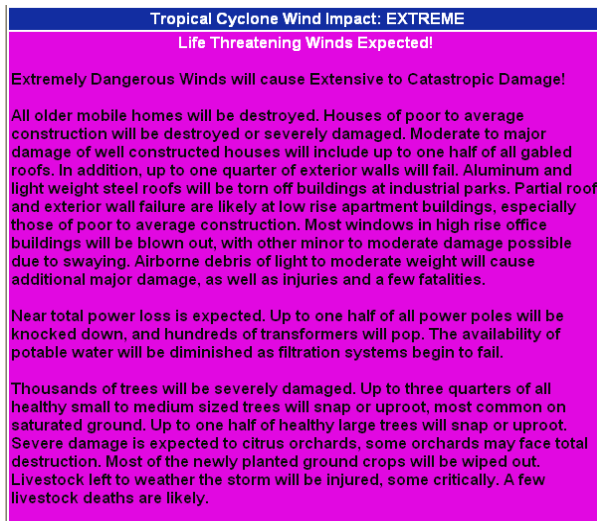 Tropical Cyclone Wind Impact: EXTREME
Life Threatening Winds Expected!
Extremely Dangerous Winds will cause Extensive to Catastropic Damage!
All older mobile homes will be destroyed. Houses of poor to average
construction will be destroyed or severely damaged. Moderate to major
damage of well constructed houses will include up to one half of all gabled
roofs. In addition, up to one quarter of exterior walls will fail. Aluminum and
light weight steel roofs will be torn off buildings at industrial parks. Partial roof
and exterior wall failure are likely at low rise apartment buildings, especially
those of poor to average construction. Most windows in high rise office
buildings will be blown out, with other minor to moderate damage possible
due to swaying. Airborne debris of light to moderate weight will cause
additional major damage, as well as injuries and a few fatalities.
Near total power loss is expected. Up to one half of all power poles will be
knocked down, and hundreds of transformers will pop. The availability of
potable water will be diminished as filtration systems begin to fail.
Thousands of trees will be severely damaged. Up to three quarters of all
healthy small to medium sized trees will snap or uproot, most common on
saturated ground. Up to one half of healthy large trees will snap or uproot.
Severe damage is expected to citrus orchards, some orchards may face total
destruction. Most of the newly planted ground crops will be wiped out.
Livestock left to weather the storm will be injured, some critically. A few
livestock deaths are likely.